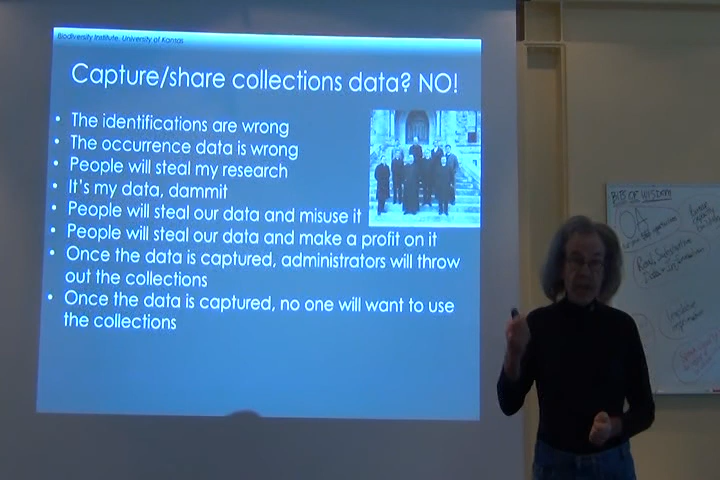 Biodiversity Institute, University of Kansas
Capture/share collections data? NO!
• The identifications are wrong
• The occurrence data is wrong
• People will steal my research
• It's my data, dammit
• People will steal our data and misuse it
• People will steal our data and make a profit on it
• Once the data is captured, administrators will throw
out the collections
• Once the data is captured, no one will want to use
the collections
BITS OF WISDOM
OA